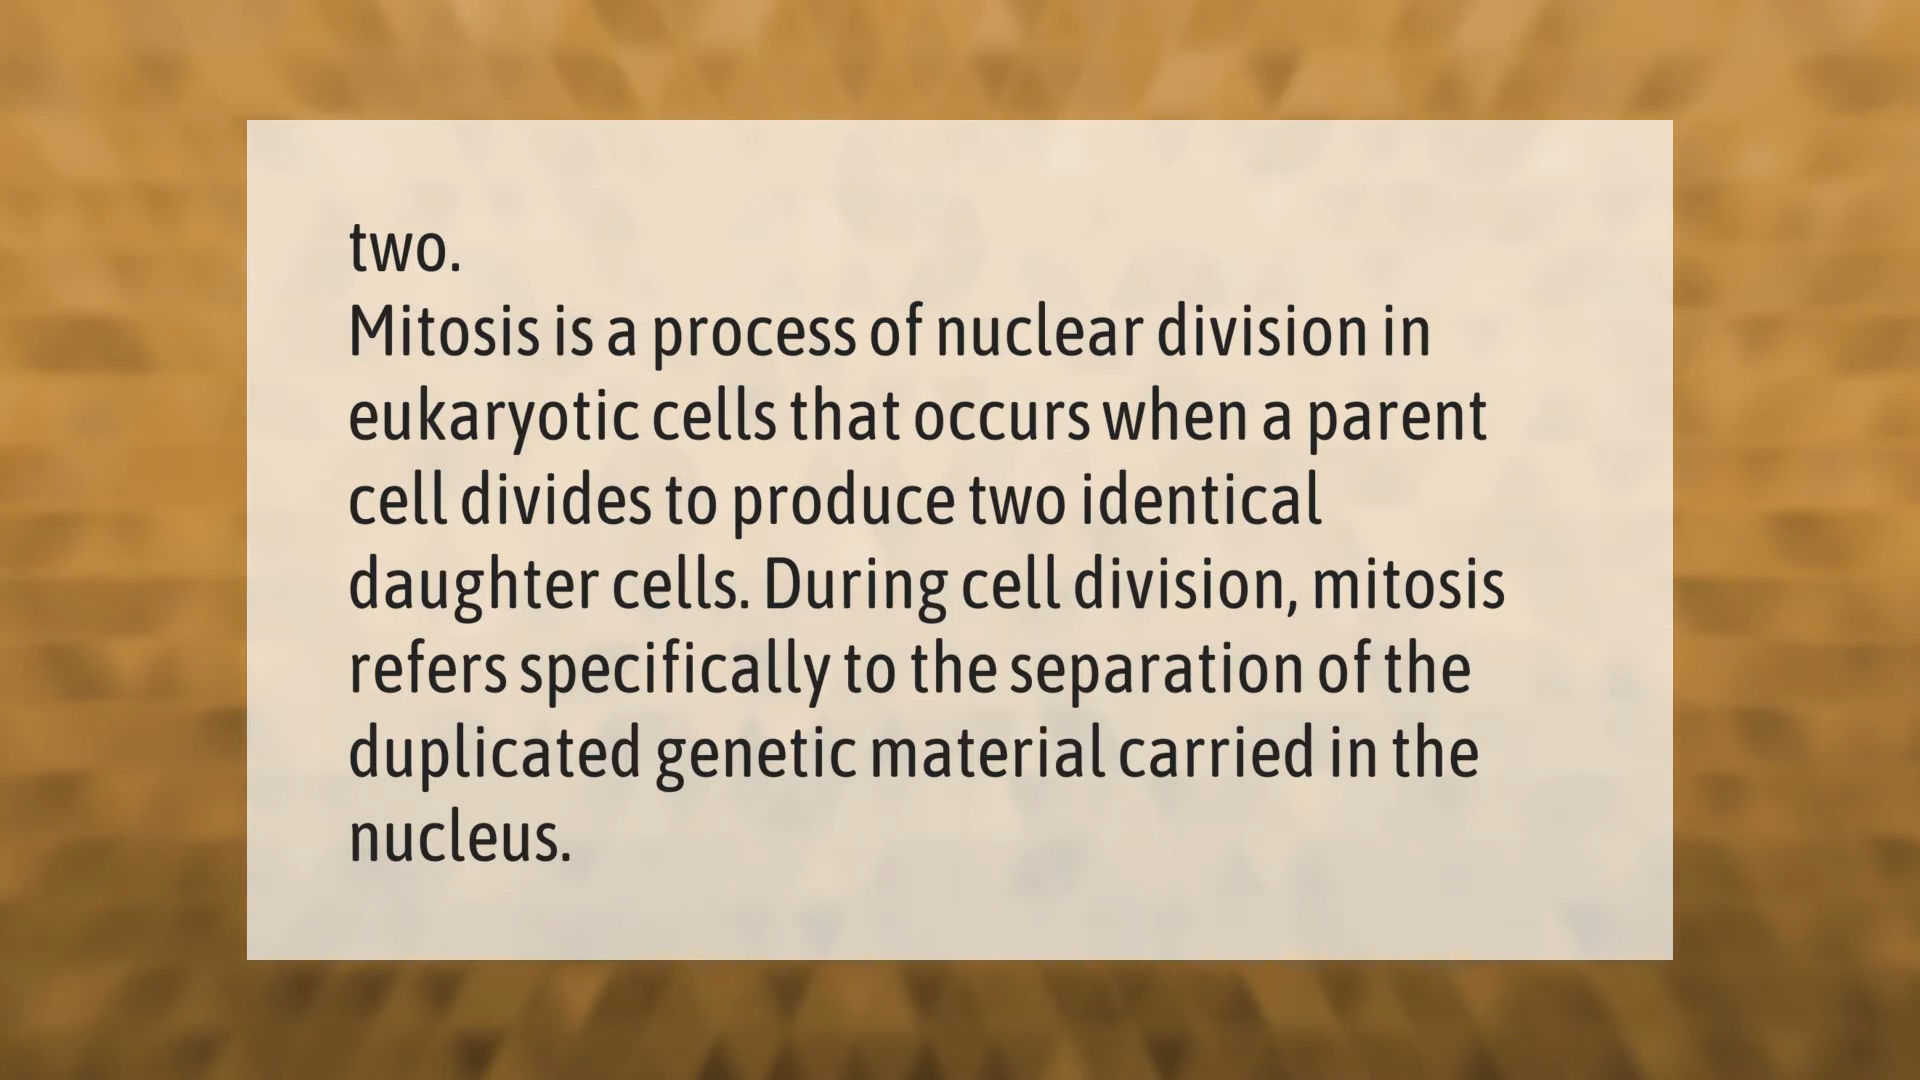 two.
Mitosis is a process of nuclear division in
eukaryotic cells that occurs when a parent
cell divides to produce two identical
daughter cells. During cell division, mitosis
refers specifically to the separation of the
duplicated genetic material carried in the
nucleus.